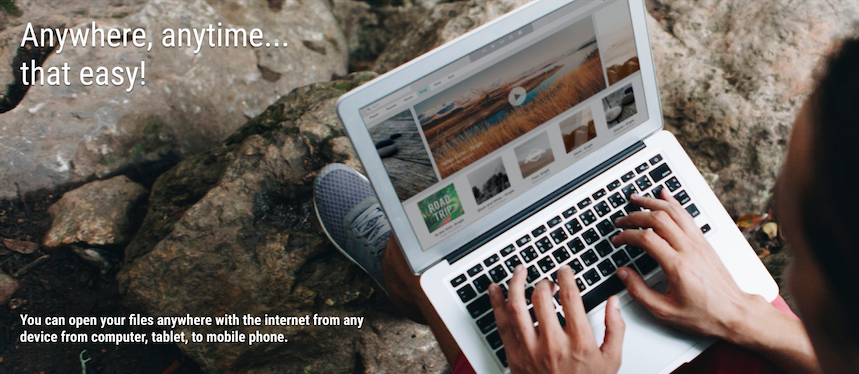 Anywhere, anytime...
that easy!
ROAD
TRIP
You can open your files anywhere with the internet from any
device from computer, tablet, to mobile phone.